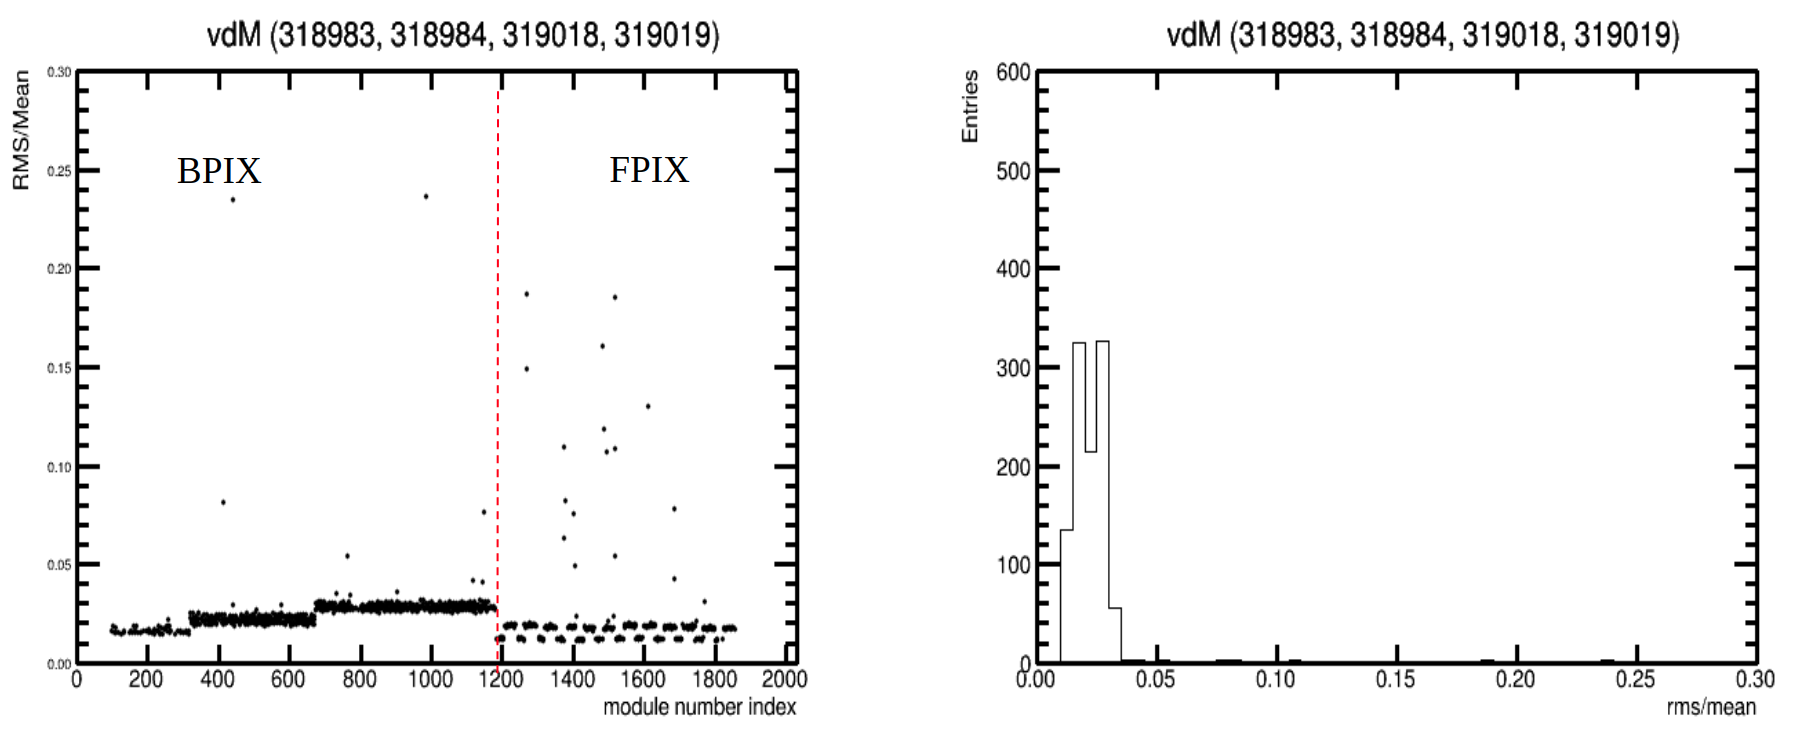 vdM (318983, 318984, 319018, 319019)
RMS/Mean
0.30
0.25
0.20
0.15
0.10
0.05
0.00
BPIX
FPIX
0 200 400 600 800 1000 1200 1400 1600 1800 2000
module number index
vdM (318983, 318984, 319018, 319019)
Entries
600
500
400
300
200
100
0
0.00 0.05 0.10 0.15 0.20 0.25 0.30
rms/mean